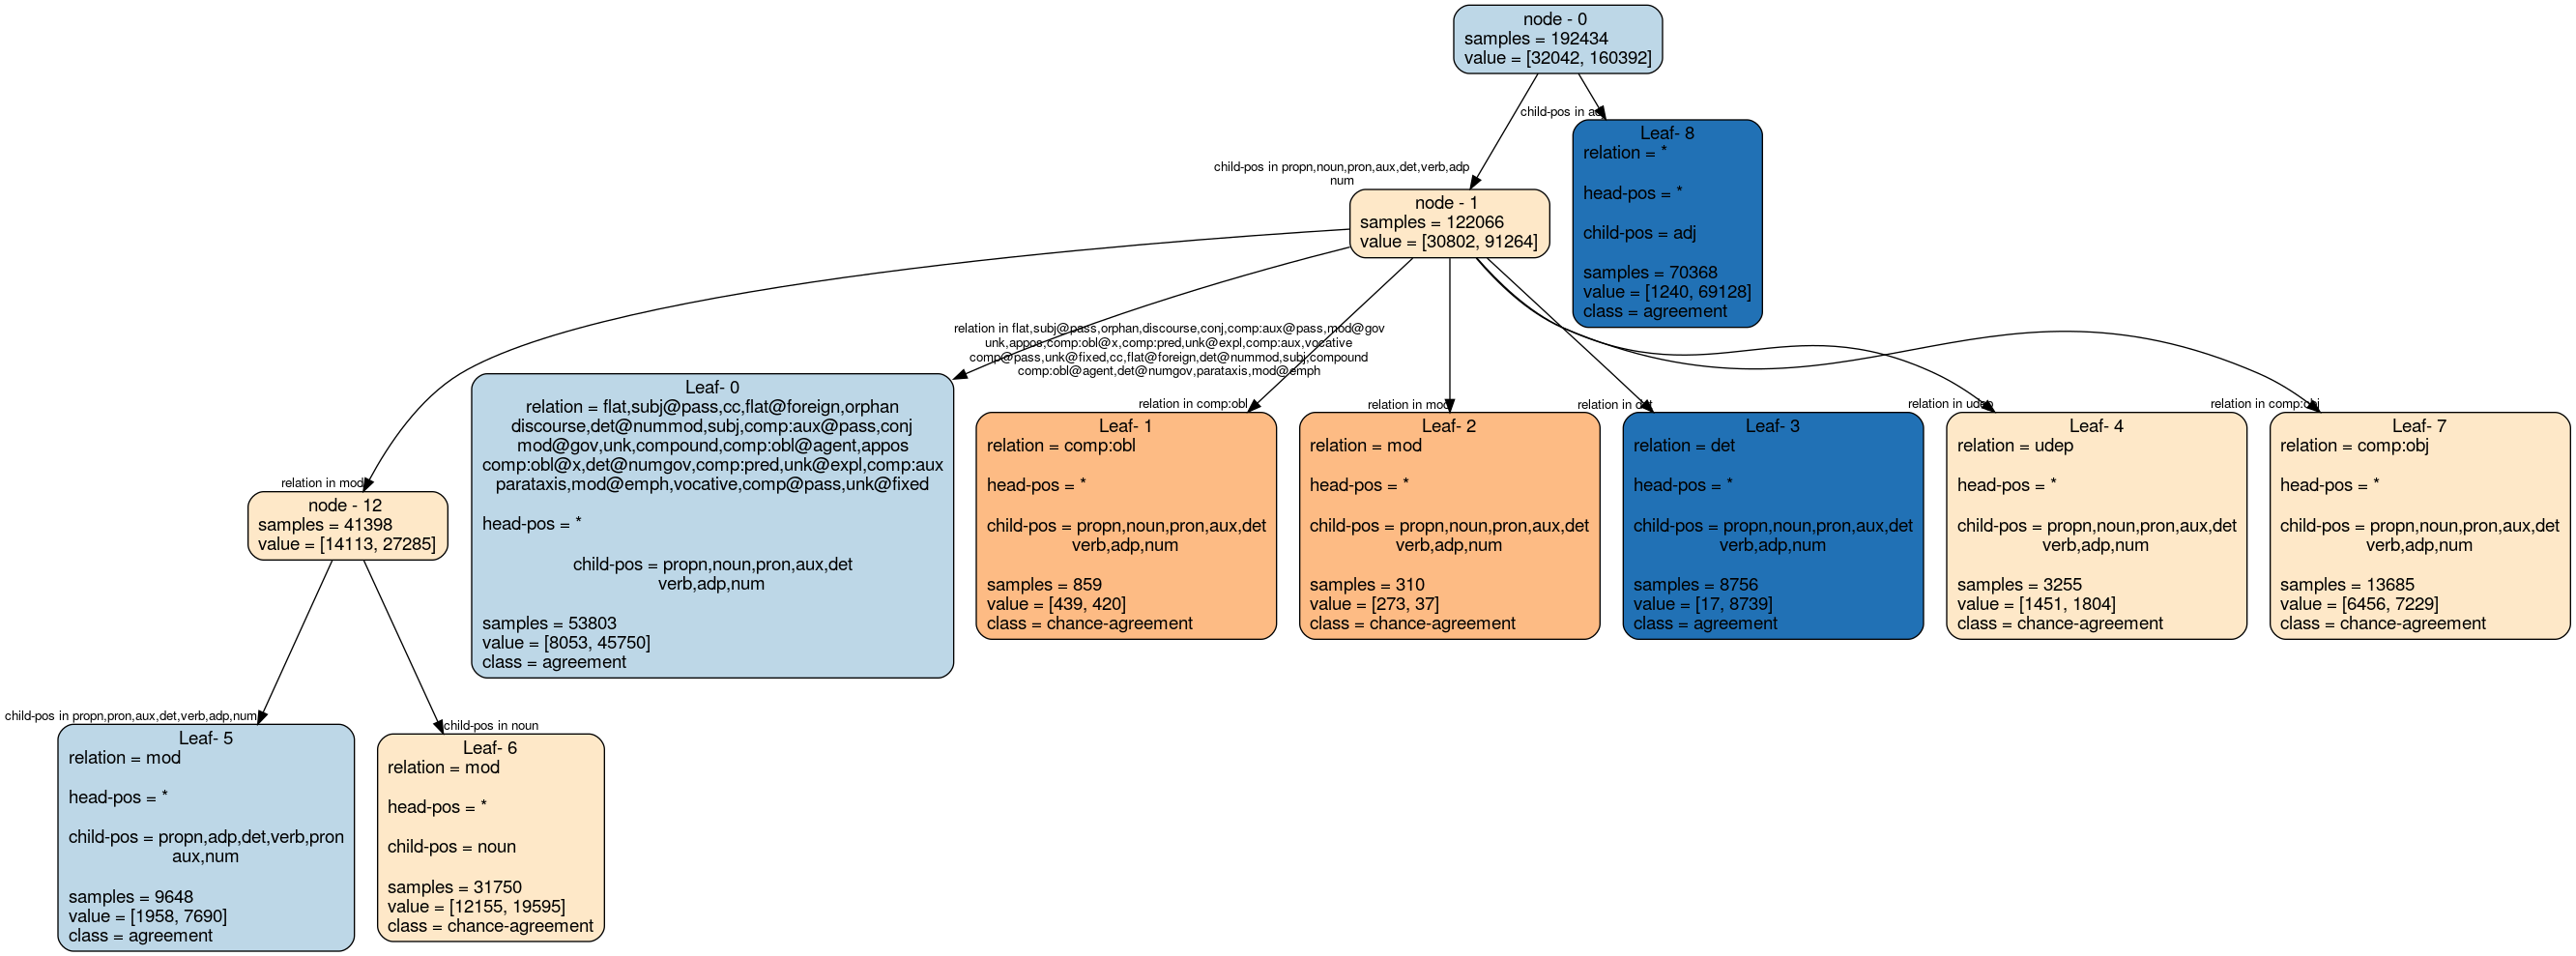 node - 0
samples = 192434
value = [32042, 160392]
child-pos in
child-pos in propn,noun,pron,aux,det,verb,adp
num
Leaf- 8
relation = *
head-pos = *
child-pos = adj
samples = 70368
value = [1240, 69128]
class = agreement
node - 1
samples = 122066
value = [30802, 91264]
relation in flat,subj@pass,orphan,discourse,conj,comp:aux@pass,mod@gov
unk,appos,comp:obl@x,comp:pred,unk@expl,comp:aux,vocative
comp@pass,unk@fixed,cc,flat@foreign,det@nummod,subj,compound
comp:obl@agent,det@numgov,parataxis,mod@emph
relation in mod
node - 12
samples = 41398
value = [14113, 27285]
Leaf- 0
relation = flat,subj@pass,cc,flat@foreign,orphan
discourse,det@nummod,subj,comp:aux@pass,conj
mod@gov,unk,compound,comp:obl@agent,appos
comp:obl@x,det@numgov,comp:pred,unk@expl,comp:aux
parataxis,mod@emph,vocative,comp@pass,unk@fixed
head-pos = *
child-pos = propn,noun,pron,aux,det
verb,adp,num
samples = 53803
value = [8053, 45750]
class = agreement
relation in comp:obl
Leaf- 1
relation = comp:obl
head-pos = *
child-pos = propn,noun,pron,aux,det
verb,adp,num
samples = 859
value = [439, 420]
class = chance-agreement
relation in mod
Leaf- 2
relation = mod
head-pos = *
child-pos = propn,noun,pron,aux,det
verb,adp,num
samples = 310
value = [273, 37]
class = chance-agreement
relation in det
Leaf- 3
relation = det
head-pos = *
child-pos = propn,noun,pron,aux,det
verb,adp,num
samples = 8756
value = [17, 8739]
class = agreement
relation in udep
Leaf- 4
relation = udep
head-pos = *
child-pos = propn,noun,pron,aux,det
verb,adp,num
samples = 3255
value = [1451, 1804]
class = chance-agreement
relation in comp:obj
Leaf- 7
relation = comp:obj
head-pos = *
child-pos = propn,noun,pron,aux,det
verb,adp,num
samples = 13685
value = [6456, 7229]
class = chance-agreement
child-pos in propn,pron,aux,det,verb,adp,num
Leaf- 5
relation = mod
head-pos = *
child-pos = propn,adp,det,verb,pron
aux,num
samples = 9648
value = [1958, 7690]
class = agreement
child-pos in noun
Leaf- 6
relation = mod
head-pos = *
child-pos = noun
samples = 31750
value = [12155, 19595]
class = chance-agreement